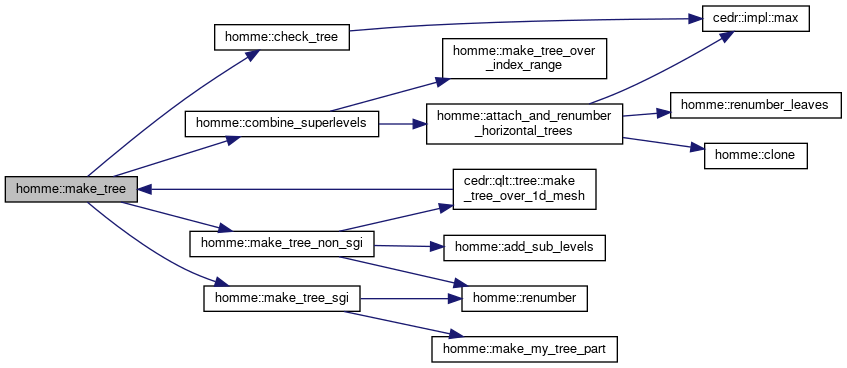 homme::make_tree
homme::check_tree
homme::combine_superlevels
homme::make_tree_non_sgi
homme::make_tree_sgi
homme::make_tree_over
_index_range
homme::attach_and_renumber
_horizontal_trees
cedr::qlt::tree::make
_tree_over_1d_mesh
homme::add_sub_levels
homme::renumber
homme::make_my_tree_part
cedr::impl::max
homme::renumber_leaves
homme::clone